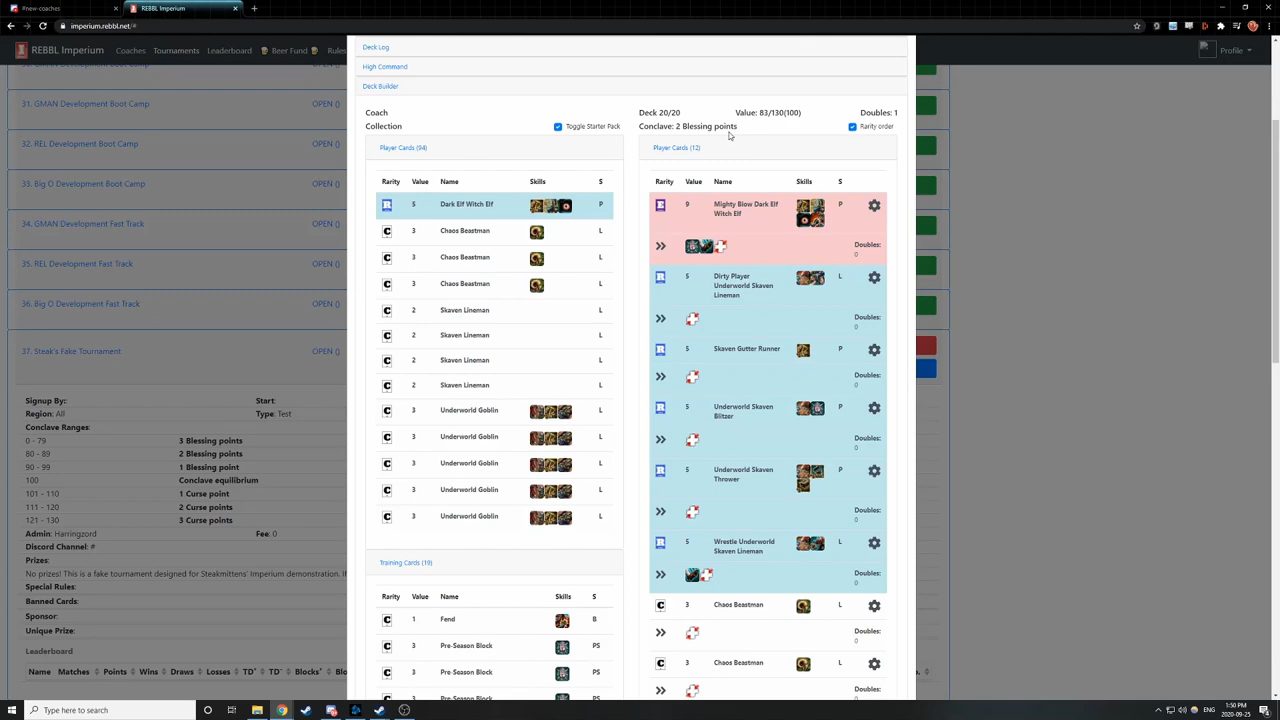 #new-coaches
REBBL Imperium
imperium.rebbl.net/
REBBL Imperium Coaches Tournaments Leaderboard Beer Fund Rules
Profile
31. GMAN Development Boot Camp OPEN ()
32. REL Development Boot Camp OPEN ()
33. Big O Development Boot Camp OPEN ()
34. GMAN Development Fast Track OPEN ()
35. REL Development Fast Track OPEN ()
36. Big O Development Fast Track OPEN ()
37. Steak's Fake Tournament OPEN ()
Signup By: Start:
Region: All Type: Test
Conclave Ranges:
0 - 79 3 Blessing points
80 - 89 2 Blessing points
90 - 99 1 Blessing point
100 Conclave equilibrium
101 - 110 1 Curse point
111 - 120 2 Curse points
121 - 130 3 Curse points
Admin: Harringzord Fee: 0
Discord Channel: #
Prizes:
No prizes! This is a fake tournament designed for Steakmittens' Imperium demonstration. If
Special Rules:
Banned Cards:
Sponsor:
Unique Prize:
Leaderboard
Name Matches Points Wins Draws Losses TD
Deck Log
High Command
Deck Builder
Coach
Collection Toggle Starter Pack
Player Cards (94)
Rarity Value Name Skills S
R 5 Dark Elf Witch Elf P
C 3 Chaos Beastman L
C 3 Chaos Beastman L
C 3 Chaos Beastman L
C 2 Skaven Lineman L
C 2 Skaven Lineman L
C 2 Skaven Lineman L
C 2 Skaven Lineman L
C 3 Underworld Goblin L
C 3 Underworld Goblin L
C 3 Underworld Goblin L
C 3 Underworld Goblin L
C 3 Underworld Goblin L
Training Cards (19)
Rarity Value Name Skills S
C 1 Fend B
C 3 Pre-Season Block PS
C 3 Pre-Season Block PS
C 3 Pre-Season Block PS
Deck 20/20 Value: 83/130(100) Doubles: 1
Conclave: 2 Blessing points Rarity order
Player Cards (12)
Rarity Value Name Skills S
E 9 Mighty Blow Dark Elf P
Witch Elf
Doubles:
0
R 5 Dirty Player L
Underworld Skaven
Lineman
Doubles:
0
R 5 Skaven Gutter Runner P
Doubles:
0
R 5 Underworld Skaven P
Blitzer
Doubles:
0
R 5 Underworld Skaven P
Thrower
Doubles:
0
R 5 Wrestle Underworld L
Skaven Lineman
Doubles:
0
C 3 Chaos Beastman L
Doubles:
0
C 3 Chaos Beastman L
Doubles:
Type here to search
ENG
1:50 PM
2020-09-25